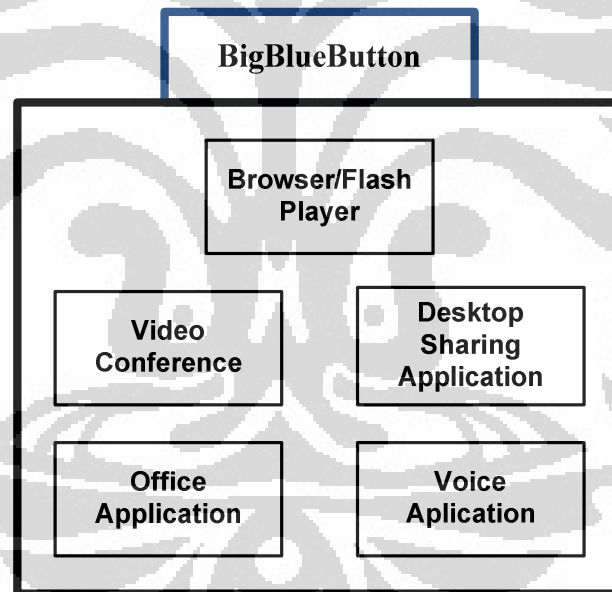 BigBlueButton
Browser/Flash
Player
Video
Conference
Desktop
Sharing
Application
Office
Application
Voice
Aplication